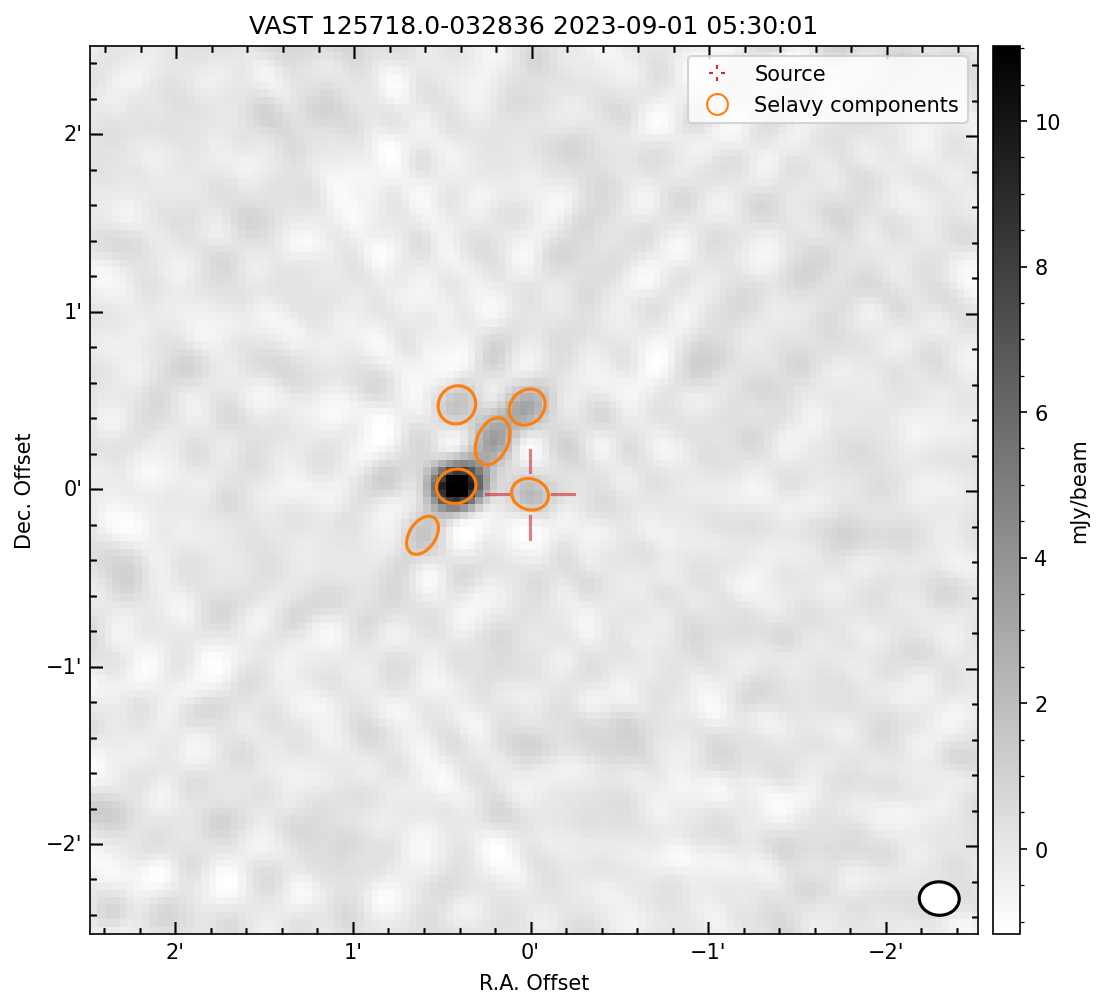 VAST 125718.0-032836 2023-09-01 05:30:01
Source
Selavy components
2'
1'
0'
−1'
−2'
Dec. Offset
2'
1'
0'
−1'
−2'
R.A. Offset
10
8
6
4
2
0
mJy/beam